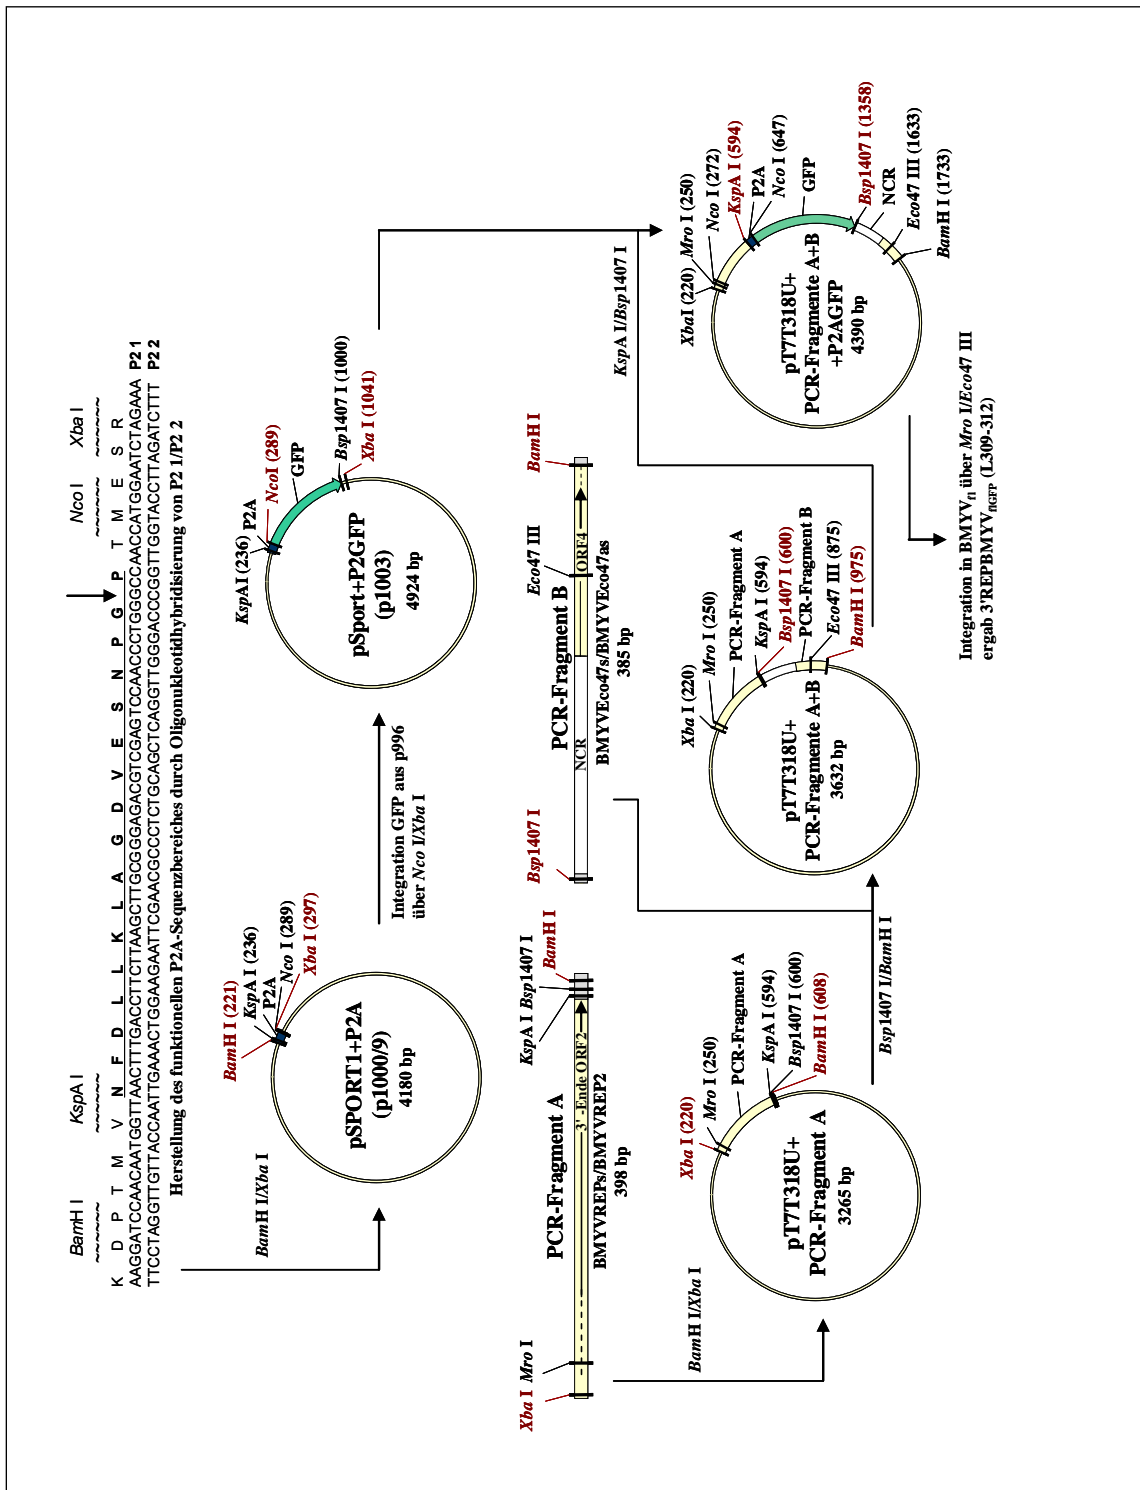 BamH I KspA I Nco I Xba I
~~~~~~ ~~~~~~ ~~~~~~ ~~~~~~
K D P T M V N F D L L K L A G D V E S N P G P T M E S R
P2 1
P2 2
Herstellung des funktionellen P2A-Sequenzbereiches durch Oligonukleotidhybridisierung von P2 1/P2 2
BamH I/Xba I
BamH I (221)
KspA I (236)
P2A
Nco I (289)
Xba I (297)
pSPORT1+P2A
(p1000/9)
4180 bp
Integration GFP aus p996
über Nco I/Xba I
KspAI (236)
P2A
NcoI (289)
GFP
Bsp1407 I (1000)
Xba I (1041)
pSport+P2GFP
(p1003)
4924 bp
Xba I Mro I
PCR-Fragment A
3'-Ende ORF2
KspA I Bsp1407 I
BamH I
BMYVREPs/BMYVREP2
398 bp
Bsp1407 I
PCR-Fragment B
NCR
Eco47 III
ORF4
BamH I
BMYVEco47s/BMYVEco47as
385 bp
KspA I/Bsp1407 I
BamH I/Xba I
Xba I (220)
Mro I (250)
PCR-Fragment A
KspA I (594)
Bsp1407 I (600)
BamH I (608)
pT7T318U+
PCR-Fragment A
3265 bp
Bsp1407 I/BamH I
Xba I (220)
Mro I (250)
PCR-Fragment A
KspA I (594)
Bsp1407 I (600)
PCR-Fragment B
Eco47 III (875)
BamH I (975)
pT7T318U+
PCR-Fragmente A+B
3632 bp
XbaI (220)
Mro I (250)
Nco I (272)
KspA I (594)
P2A
Nco I (647)
GFP
Bsp1407 I (1358)
NCR
Eco47 III (1633)
BamH I (1733)
pT7T318U+
PCR-Fragmente A+B
+P2AGFP
4390 bp
Integration in BMYVfl über Mro I/Eco47 III
ergab 3'REPBMYVflGFP (L309-312)